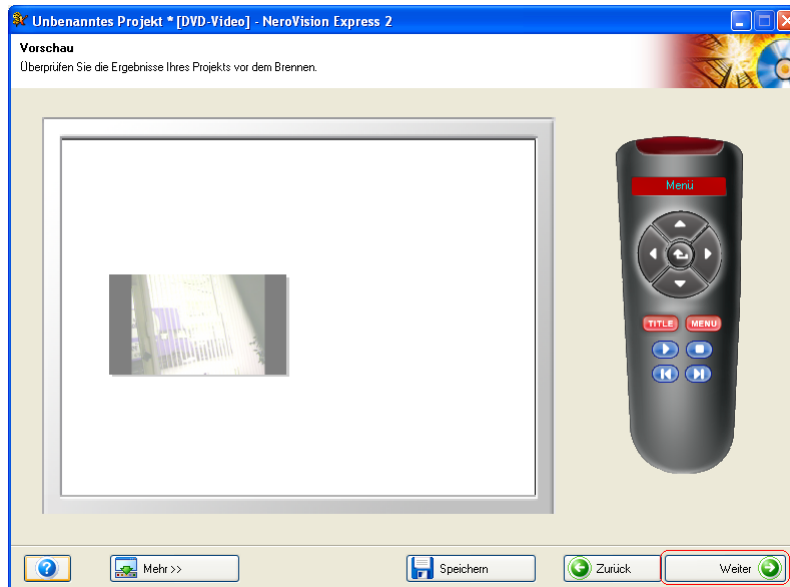 Unbenanntes Projekt * [DVD-Video] - NeroVision Express 2
Vorschau
Überprüfen Sie die Ergebnisse Ihres Projekts vor dem Brennen.
Menü
TITLE MENU
Mehr >>
Speichern
Zurück
Weiter